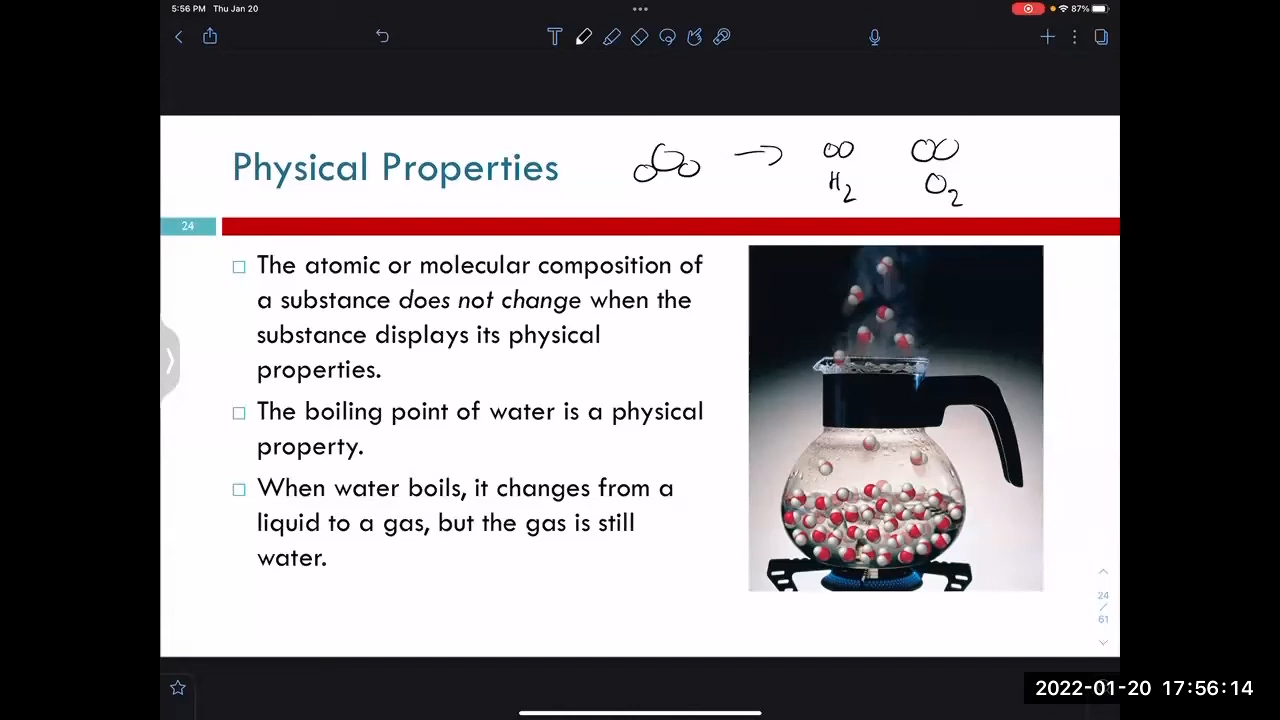 5:56 PM Thu Jan 20
87%
Physical Properties
H2 O2
24
□ The atomic or molecular composition of
a substance does not change when the
substance displays its physical
properties.
□ The boiling point of water is a physical
property.
□ When water boils, it changes from a
liquid to a gas, but the gas is still
water.
24
/
61
2022-01-20 17:56:14